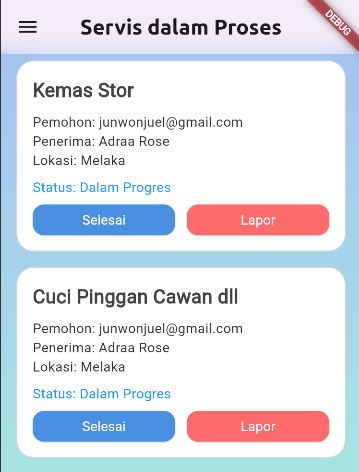 Servis dalam Proses
DEBUG
Kemas Stor
Pemohon: junwonjuel@gmail.com
Penerima: Adraa Rose
Lokasi: Melaka
Status: Dalam Progres
Selesai Lapor
Cuci Pinggan Cawan dll
Pemohon: junwonjuel@gmail.com
Penerima: Adraa Rose
Lokasi: Melaka
Status: Dalam Progres
Selesai Lapor